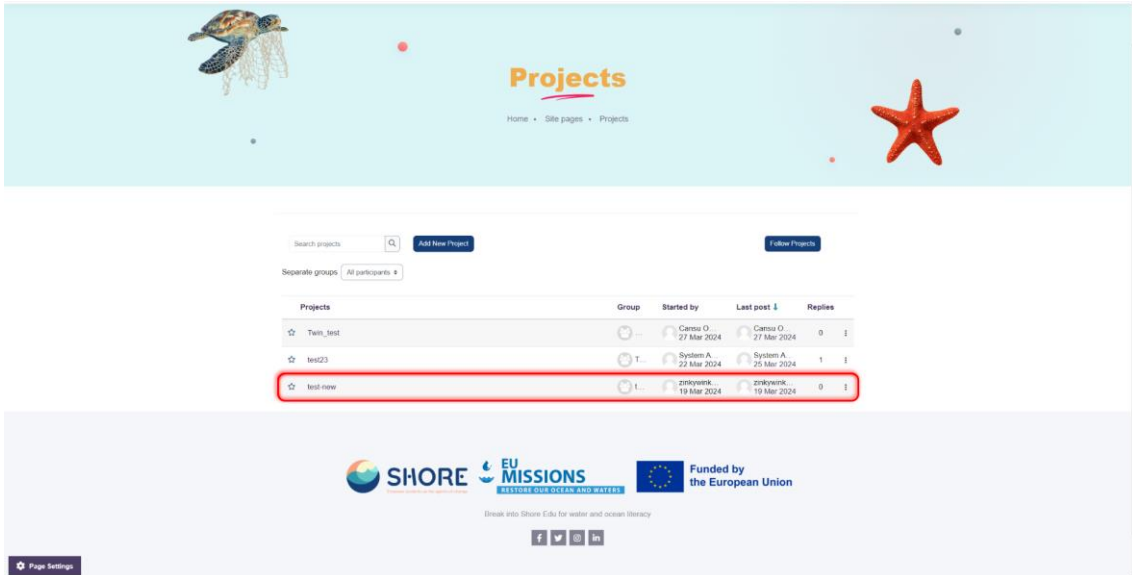 Projects
Home • Site pages • Projects
Search projects
Add New Project
Follow Projects
Separate groups All participants
Projects Group Started by Last post Replies
Twin_test ... Cansu O... 27 Mar 2024 Cansu O... 27 Mar 2024 0
test23 T... System A... 22 Mar 2024 System A... 25 Mar 2024 1
test-new t... zinkywink... 19 Mar 2024 zinkywink... 19 Mar 2024 0
SHORE
EU
MISSIONS
RESTORE OUR OCEAN AND WATERS
Funded by
the European Union
Break into Shore Edu for water and ocean literacy
Page Settings